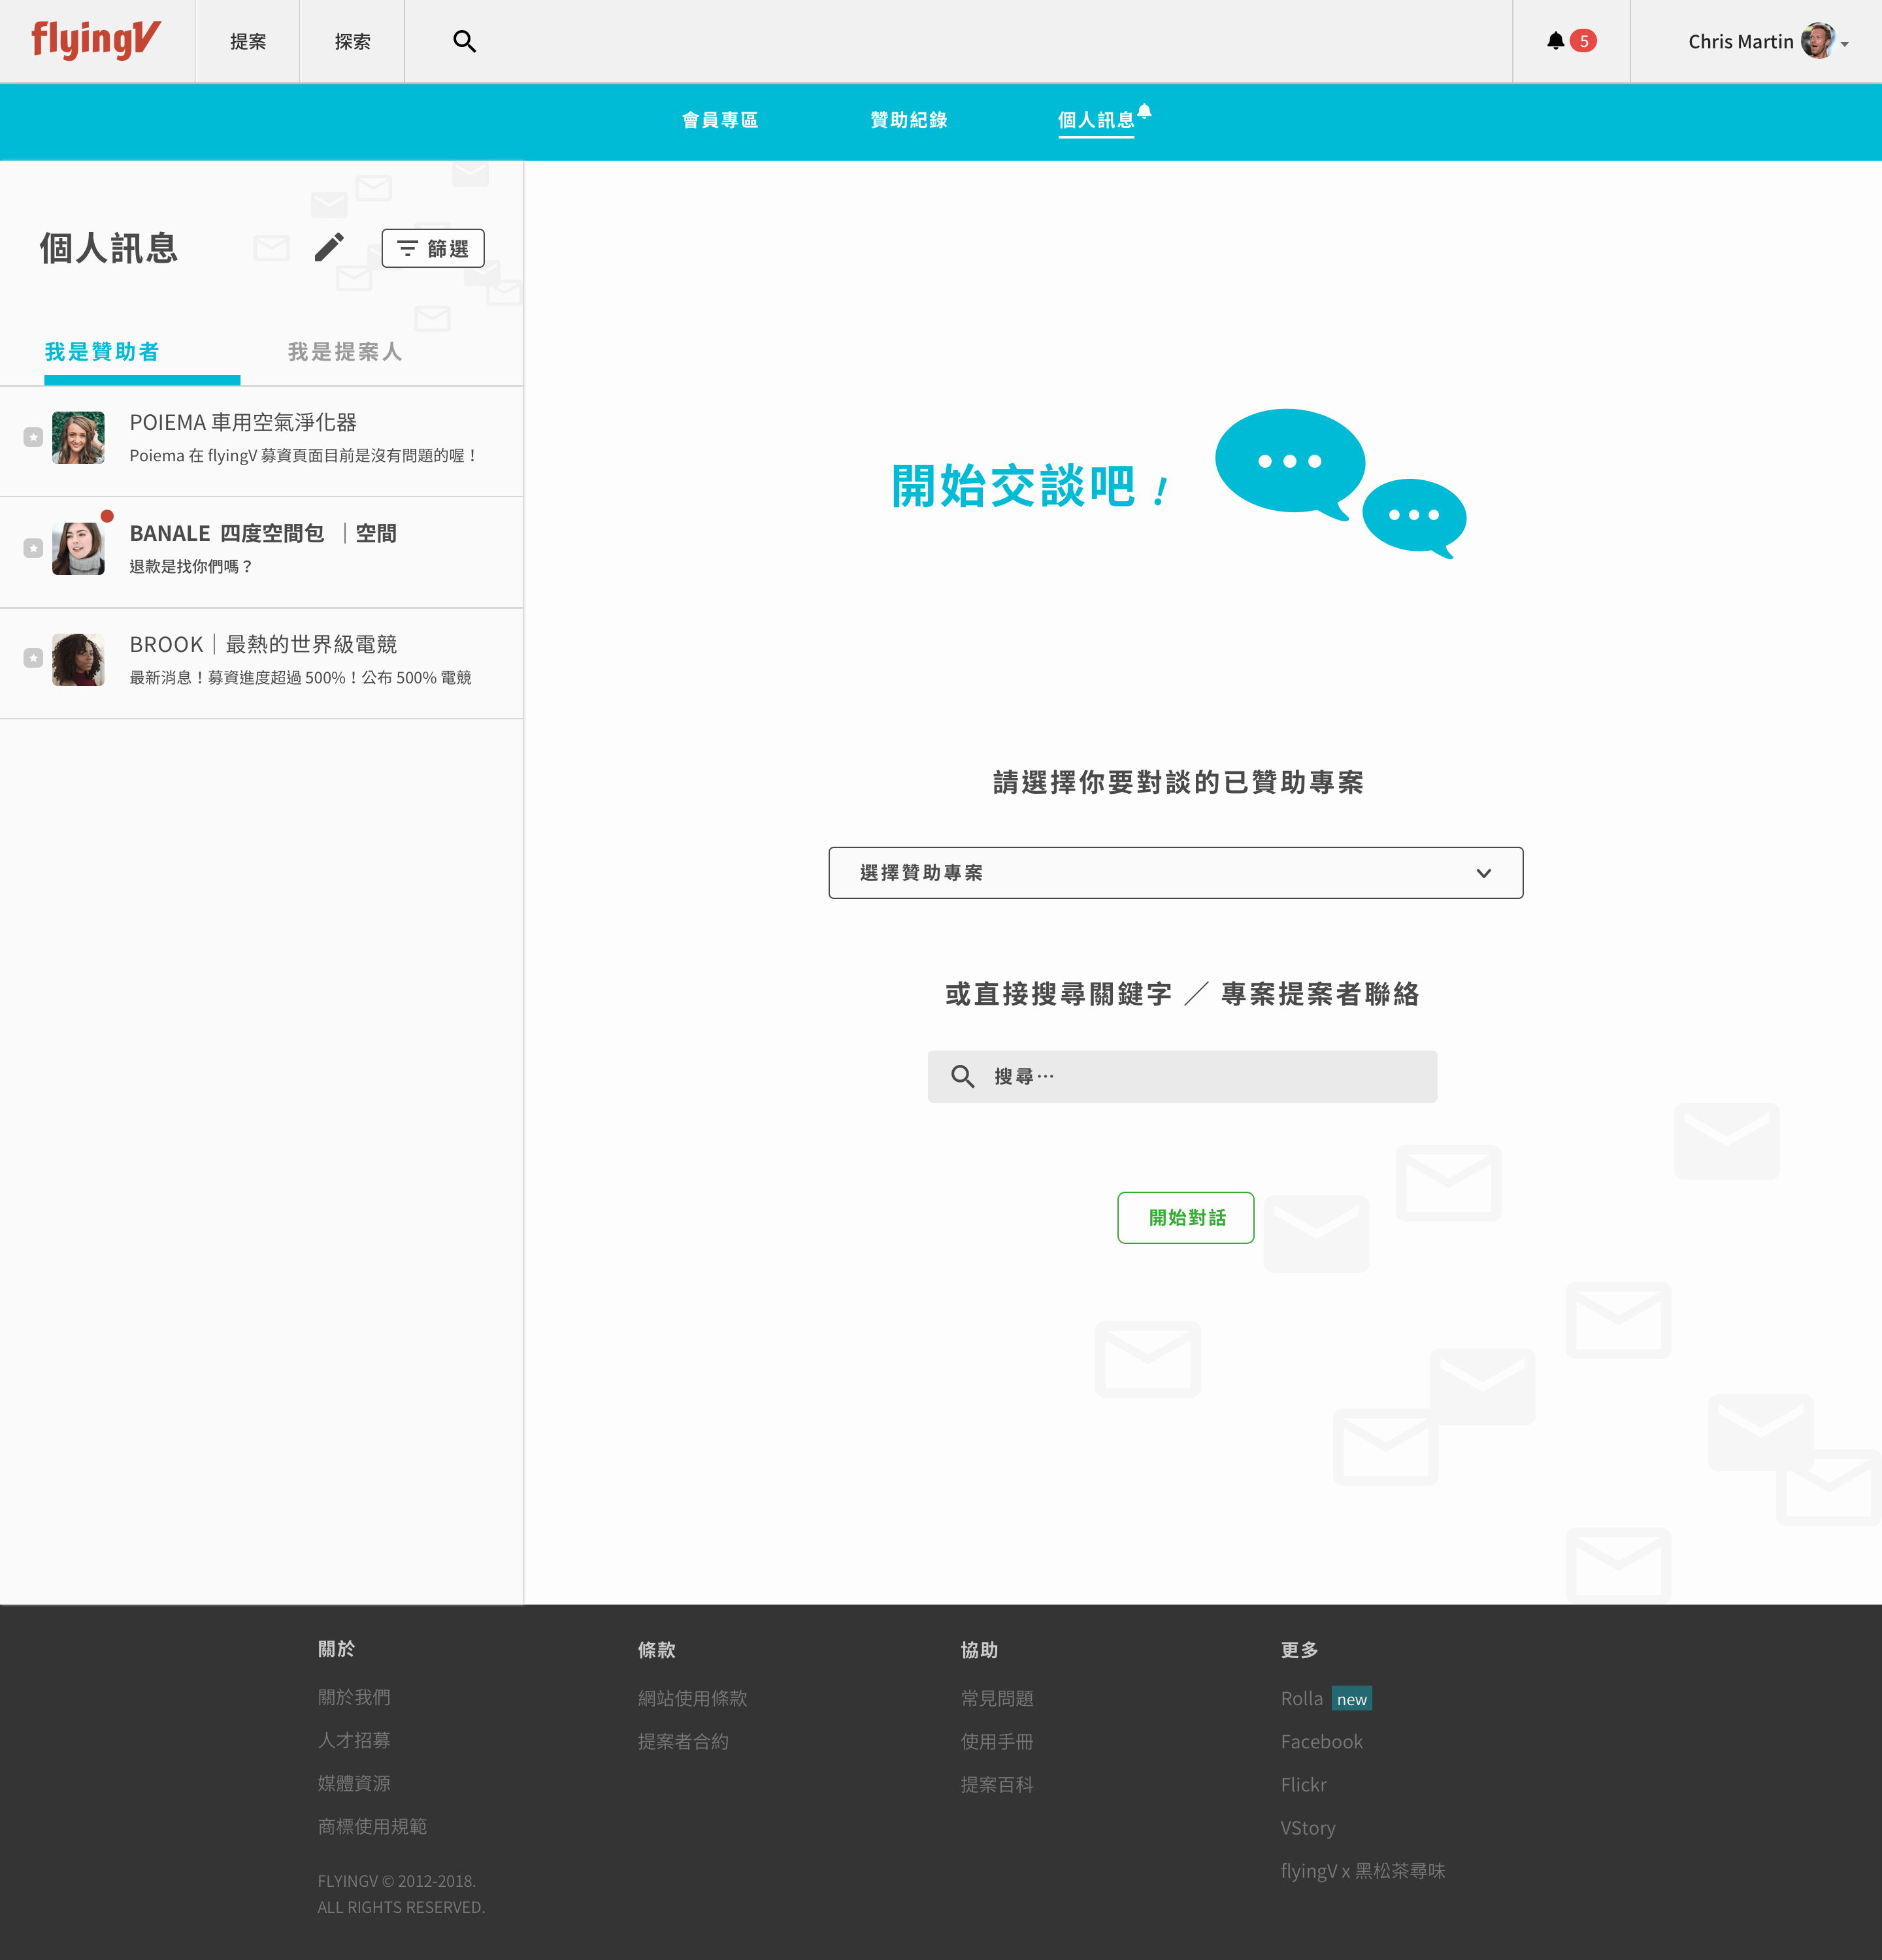 flyingV
提案
探索
5
Chris Martin
會員專區
贊助紀錄
個人訊息
個人訊息
篩選
我是贊助者
我是提案人
POIEMA 車用空氣淨化器
Poiema 在 flyingV 募資頁面目前是沒有問題的喔！
BANALE 四度空間包 ｜空間
退款是找你們嗎？
BROOK｜最熱的世界級電競
最新消息！募資進度超過 500%！公布 500% 電競
開始交談吧！
請選擇你要對談的已贊助專案
選擇贊助專案
或直接搜尋關鍵字 ／ 專案提案者聯絡
搜尋⋯
開始對話
關於
關於我們
人才招募
媒體資源
商標使用規範
FLYINGV © 2012-2018.
ALL RIGHTS RESERVED.
條款
網站使用條款
提案者合約
協助
常見問題
使用手冊
提案百科
更多
Rolla new
Facebook
Flickr
VStory
flyingV x 黑松茶尋味